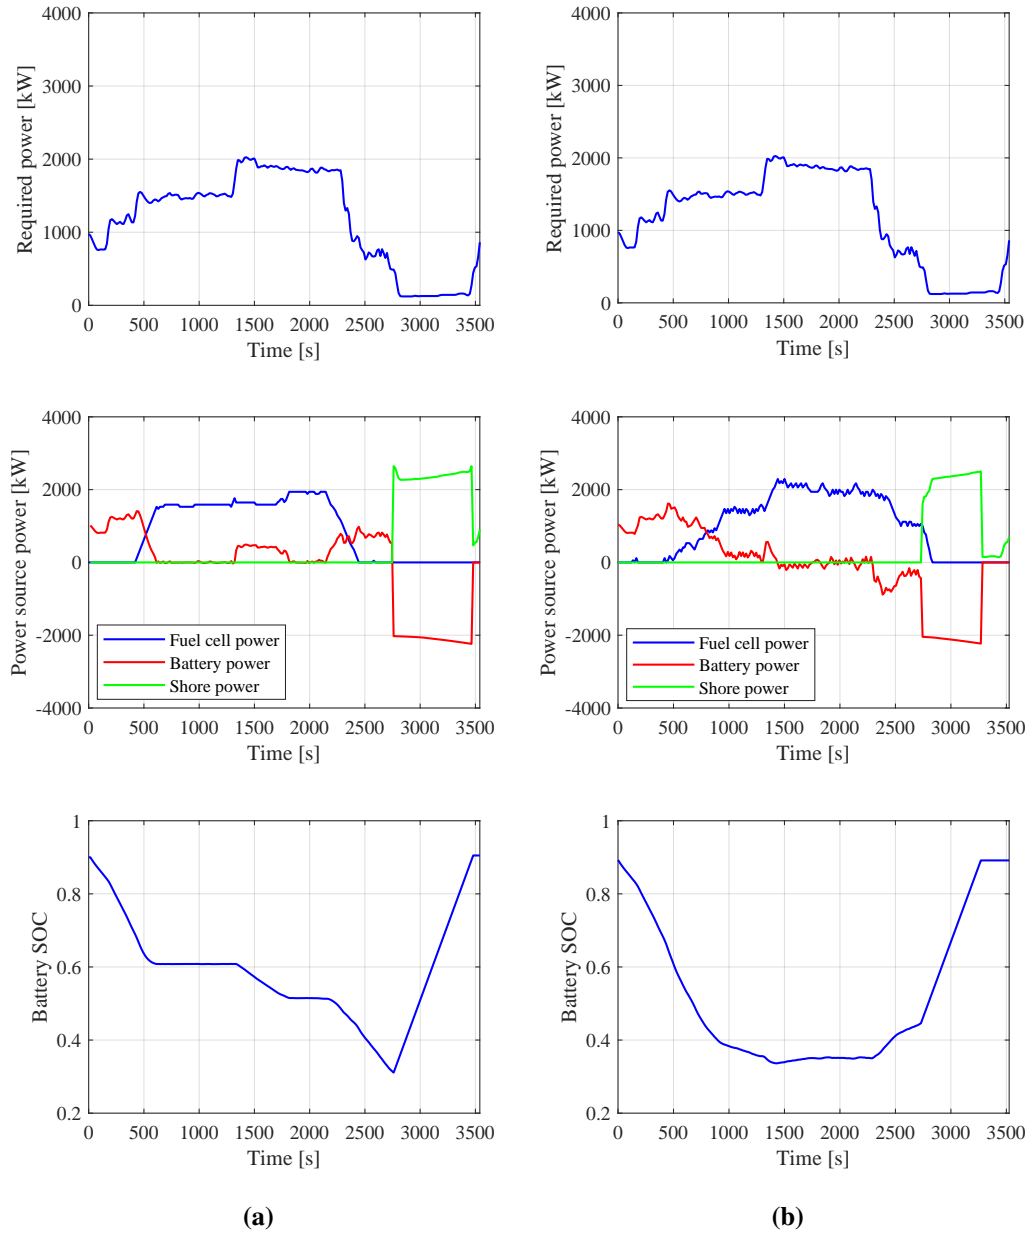 4000
3000
2000
1000
0
Required power [kW]
0 500 1000 1500 2000 2500 3000 3500
Time [s]
4000
3000
2000
1000
0
Required power [kW]
0 500 1000 1500 2000 2500 3000 3500
Time [s]
4000
2000
0
-2000
-4000
Power source power [kW]
Fuel cell power
Battery power
Shore power
0 500 1000 1500 2000 2500 3000 3500
Time [s]
4000
2000
0
-2000
-4000
Power source power [kW]
Fuel cell power
Battery power
Shore power
0 500 1000 1500 2000 2500 3000 3500
Time [s]
1
0.8
0.6
0.4
0.2
Battery SOC
0 500 1000 1500 2000 2500 3000 3500
Time [s]
1
0.8
0.6
0.4
0.2
Battery SOC
0 500 1000 1500 2000 2500 3000 3500
Time [s]
(a)
(b)